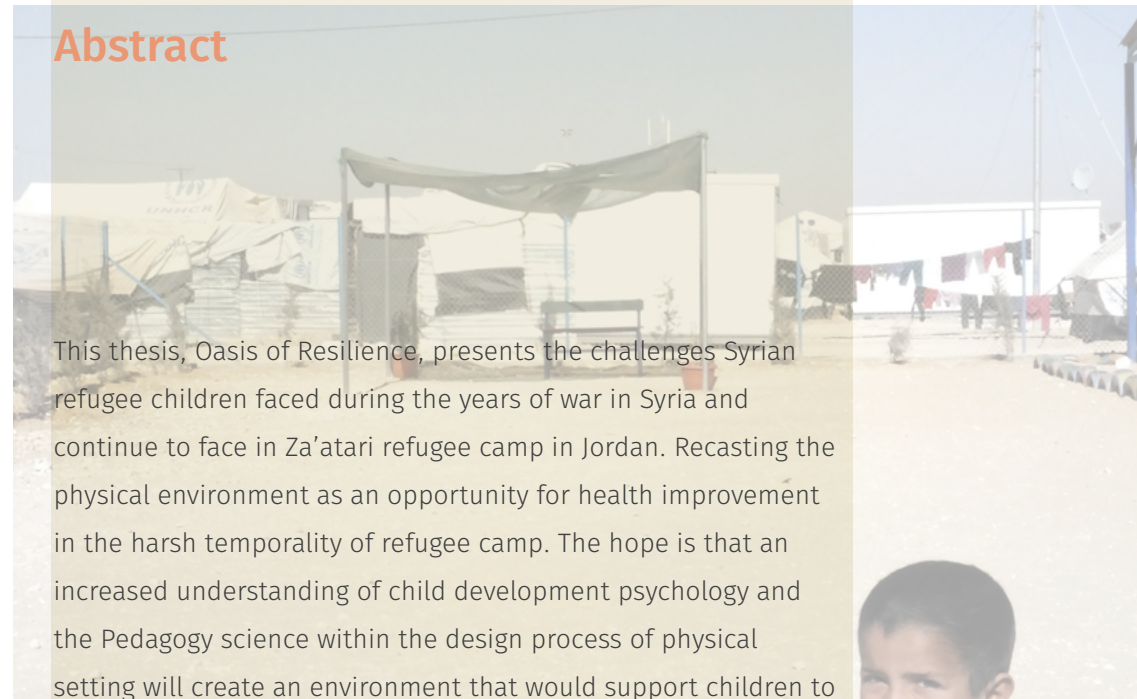 Abstract
UNHCR
This thesis, Oasis of Resilience, presents the challenges Syrian
refugee children faced during the years of war in Syria and
continue to face in Za’atari refugee camp in Jordan. Recasting the
physical environment as an opportunity for health improvement
in the harsh temporality of refugee camp. The hope is that an
increased understanding of child development psychology and
the Pedagogy science within the design process of physical
setting will create an environment that would support children to